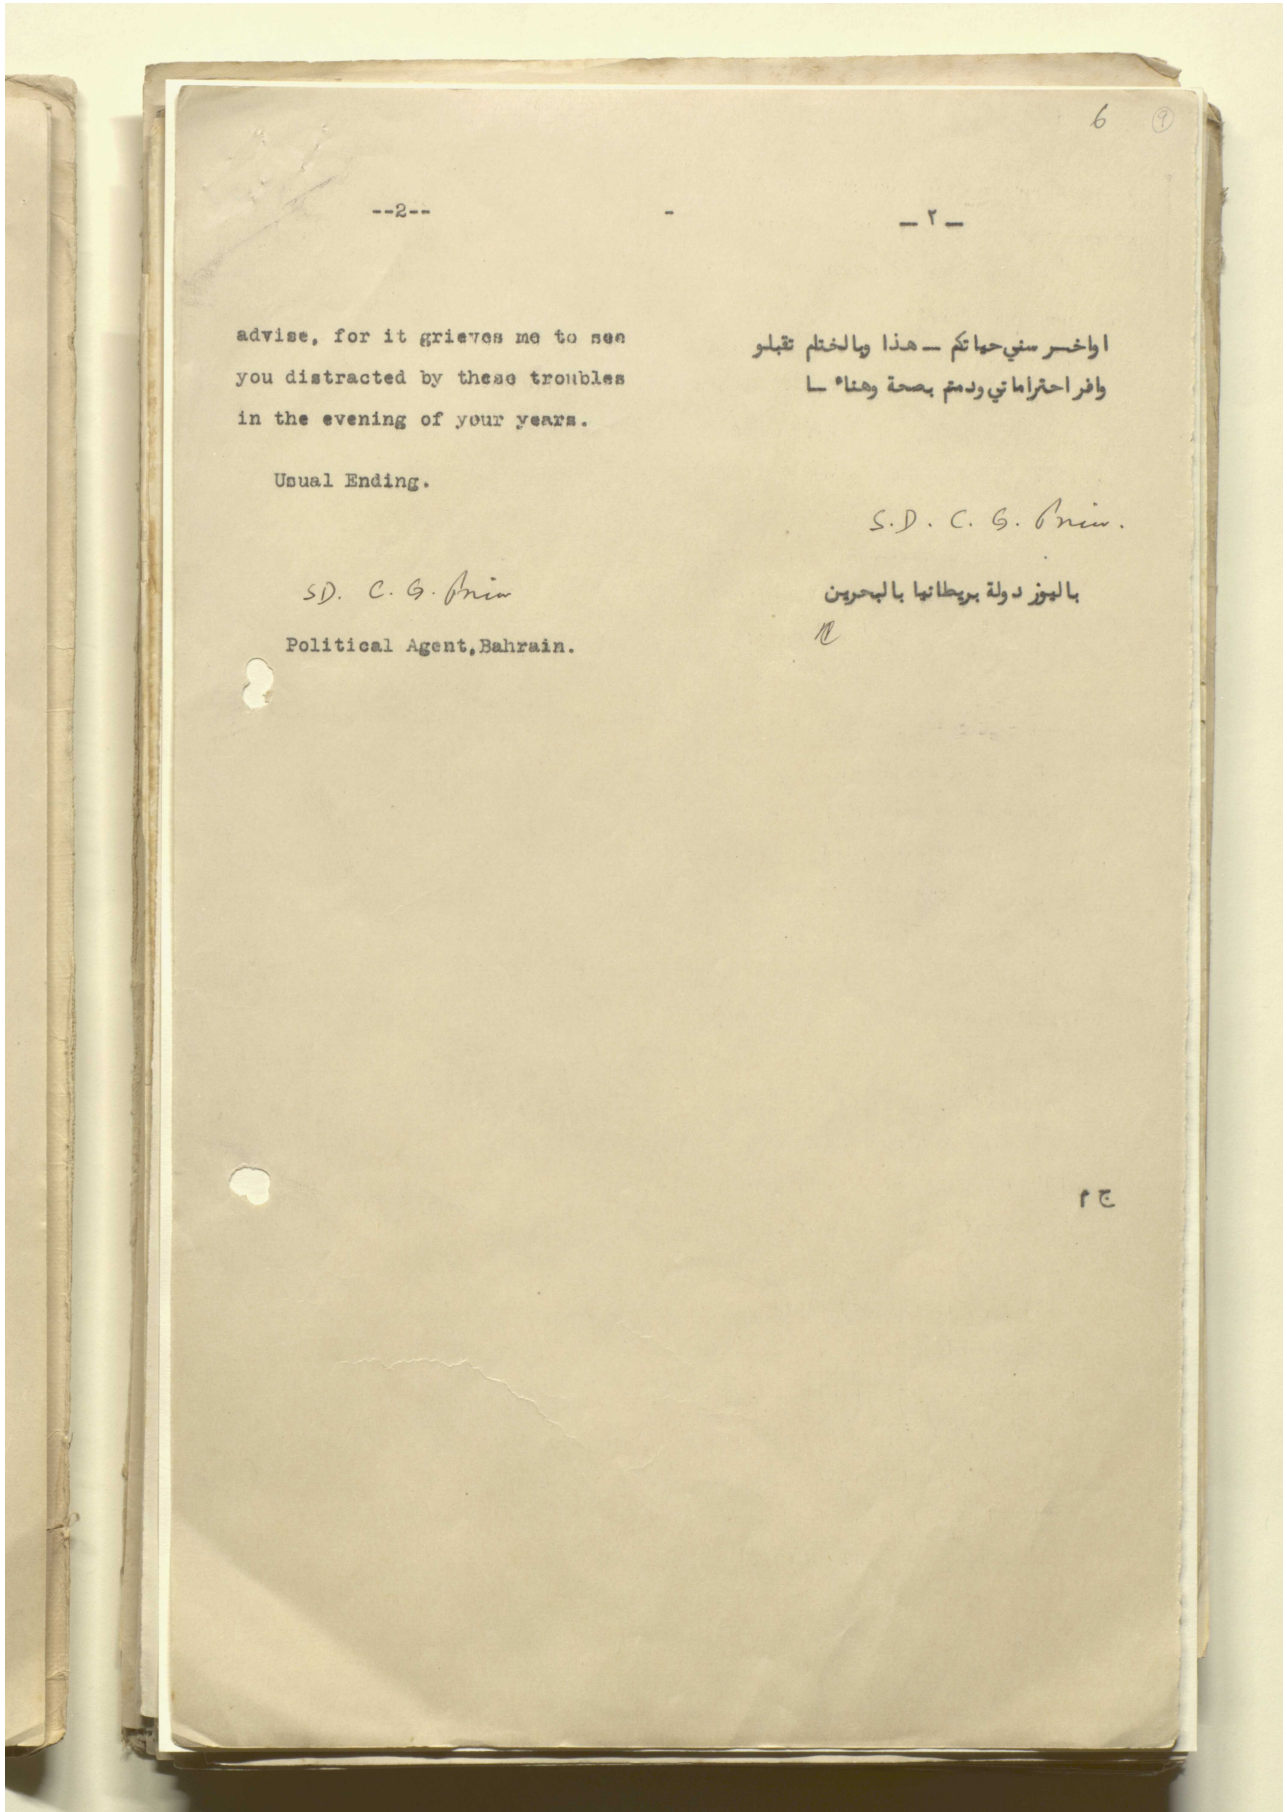 6 9
--2--
-
— ٢ —
advise, for it grieves me to see
you distracted by these troubles
in the evening of your years.
Usual Ending.
SD. C. G. Prior
Political Agent, Bahrain.
اواخر سني حياتكم — هذا وبالختام تقبلو
وافر احتراماتي ودمتم بصحة وهناء —
S.D. C. G. Prior.
باليوز دولة بريطانيا بالبحرين
ج م